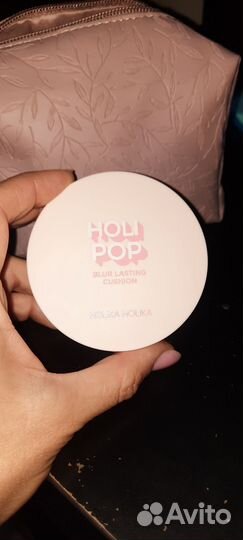 HOLI
POP
BLUR LASTING
CUSHION
HOLIKA HOLIKA
Avito